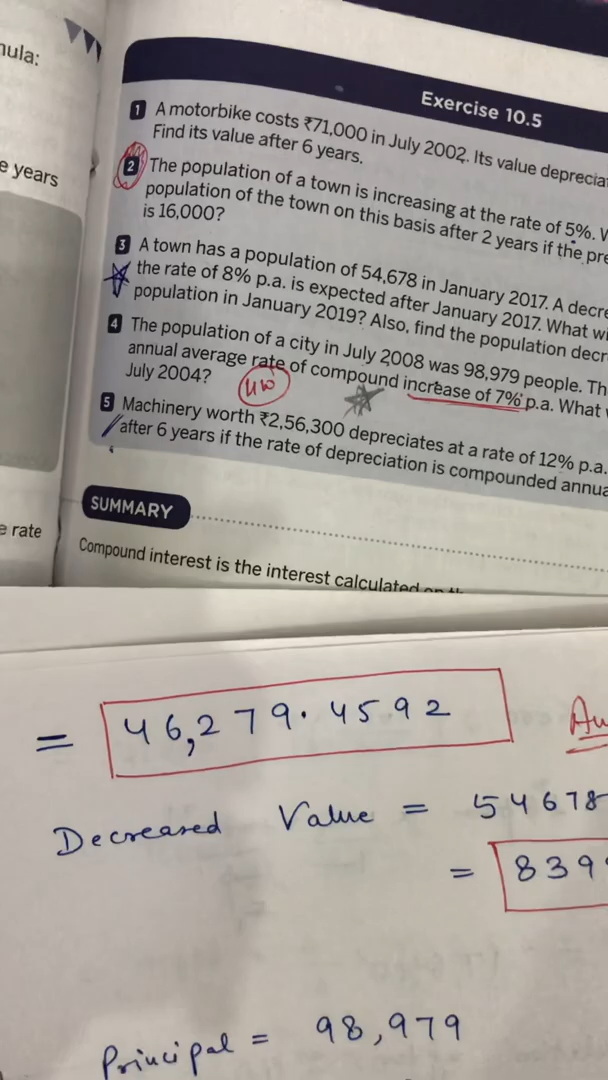 nula:
e years
e rate
Exercise 10.5
1 A motorbike costs ₹71,000 in July 2002. Its value depreciat
Find its value after 6 years.
2 The population of a town is increasing at the rate of 5%. W
population of the town on this basis after 2 years if the pre
is 16,000?
3 A town has a population of 54,678 in January 2017. A decre
the rate of 8% p.a. is expected after January 2017. What wi
population in January 2019? Also, find the population decr
4 The population of a city in July 2008 was 98,979 people. Th
annual average rate of compound increase of 7% p.a. What
July 2004?
HW
5 Machinery worth ₹2,56,300 depreciates at a rate of 12% p.a.
after 6 years if the rate of depreciation is compounded annua
SUMMARY
Compound interest is the interest calculated on th
= 46,279.4592
An
Decreased Value = 54678
= 839
Principal = 98,979